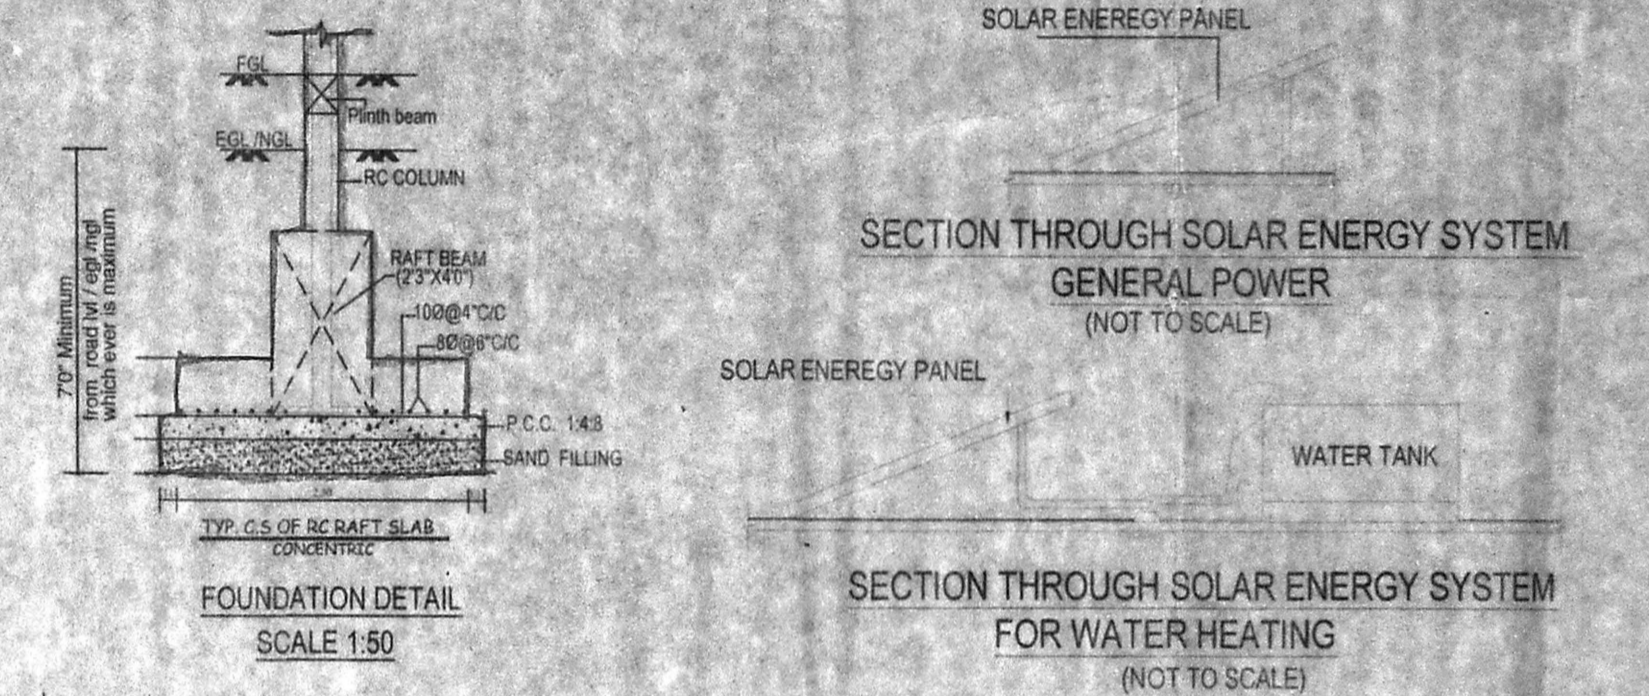 FGL
Plinth beam
EGL /NGL
RC COLUMN
7'0" Minimum
from road lvl / egl /ngl
which ever is maximum
RAFT BEAM
(2'3"X4'0")
10Ø@4"C/C
8Ø@6"C/C
P.C.C. 1:4:8
SAND FILLING
TYP. C.S OF RC RAFT SLAB
CONCENTRIC
FOUNDATION DETAIL
SCALE 1:50
SOLAR ENEREGY PANEL
SECTION THROUGH SOLAR ENERGY SYSTEM
GENERAL POWER
(NOT TO SCALE)
SOLAR ENEREGY PANEL
WATER TANK
SECTION THROUGH SOLAR ENERGY SYSTEM
FOR WATER HEATING
(NOT TO SCALE)